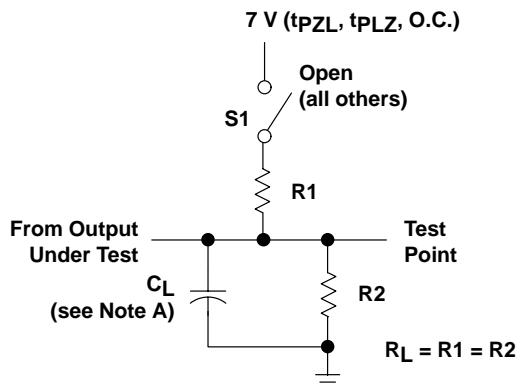 7 V (tPZL, tPLZ, O.C.)
Open
(all others)
S1
R1
From Output
Under Test
Test
Point
CL
(see Note A)
R2
RL = R1 = R2